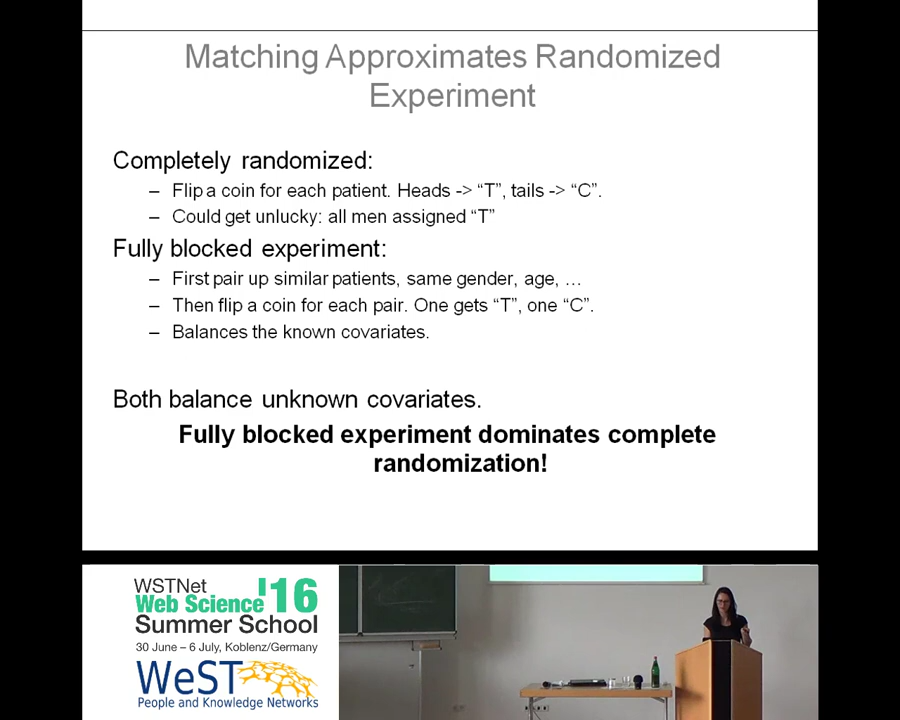 Matching Approximates Randomized
Experiment
Completely randomized:
– Flip a coin for each patient. Heads -> “T”, tails -> “C”.
– Could get unlucky: all men assigned “T”
Fully blocked experiment:
– First pair up similar patients, same gender, age, …
– Then flip a coin for each pair. One gets “T”, one “C”.
– Balances the known covariates.
Both balance unknown covariates.
Fully blocked experiment dominates complete
randomization!
WSTNet
Web Science '16
Summer School
30 June – 6 July, Koblenz/Germany
WeST
People and Knowledge Networks